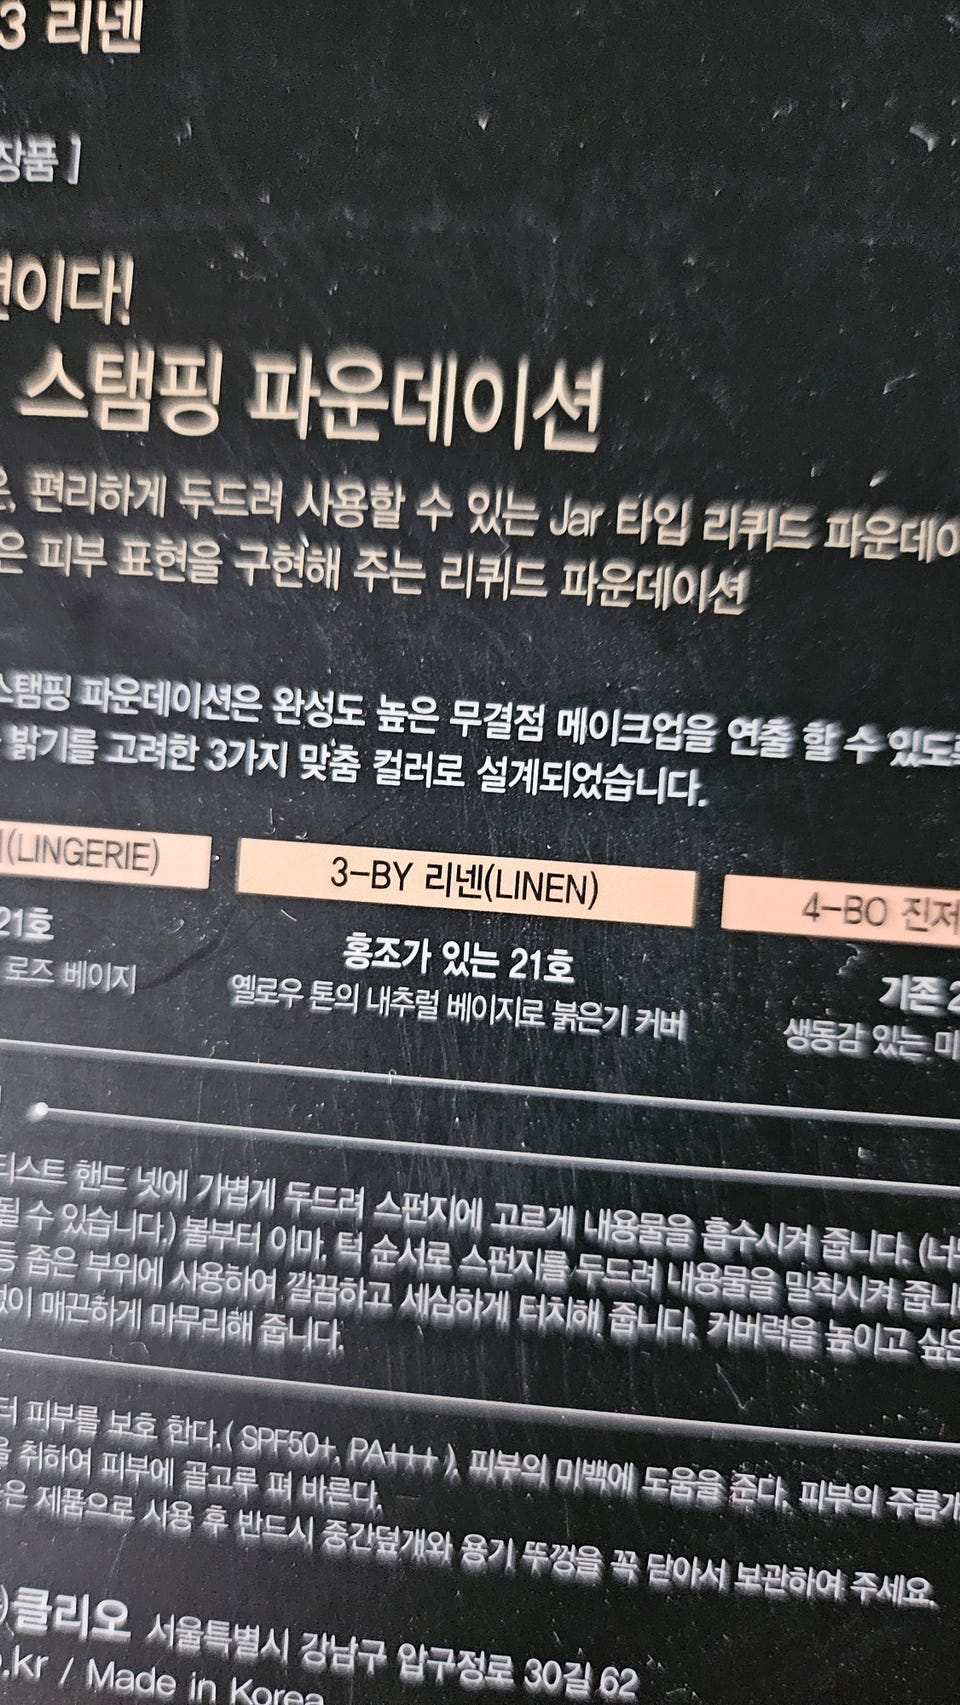 3 리넨
장품]
이다!
스탬핑 파운데이션
편리하게 두드려 사용할 수 있는 Jar 타입 리퀴드 파운데이
은 피부 표현을 구현해 주는 리퀴드 파운데이션
스탬핑 파운데이션은 완성도 높은 무결점 메이크업을 연출 할 수 있도록
밝기를 고려한 3가지 맞춤 컬러로 설계되었습니다.
(LINGERIE)
3-BY 리넨(LINEN)
4-BO 진저
21호
홍조가 있는 21호
기존 2
로즈 베이지
옐로우 톤의 내추럴 베이지로 붉은기 커버
생동감 있는 미
티스트 핸드 넷에 가볍게 두드려 스펀지에 고르게 내용물을 흡수시켜 줍니다. (너
될 수 있습니다.) 볼부터 이마, 턱 순서로 스펀지를 두드려 내용물을 밀착시켜 줍니
등 좁은 부위에 사용하여 깔끔하고 세심하게 터치해 줍니다. 커버력을 높이고 싶은
없이 매끈하게 마무리해 줍니다.
터 피부를 보호 한다.( SPF50+, PA+++ ), 피부의 미백에 도움을 준다, 피부의 주름개
을 취하여 피부에 골고루 펴 바른다.
은 제품으로 사용 후 반드시 중간덮개와 용기 뚜껑을 꼭 닫아서 보관하여 주세요.
)클리오 서울특별시 강남구 압구정로 30길 62
.kr / Made in Korea